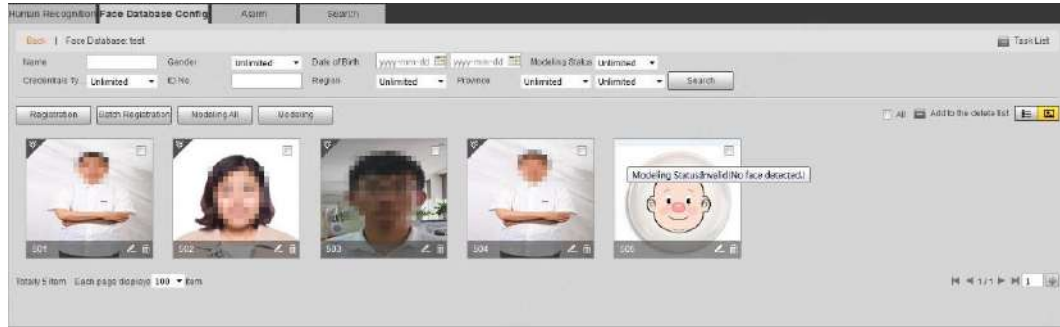 Human Recognition Face Database Config Alarm Search
Back | Face Database: test Task List
Name Gender Unlimited Date of Birth yyyy-mm-dd yyyy-mm-dd Modeling Status Unlimited
Credentials Ty... Unlimited ID No. Region Unlimited Province Unlimited Unlimited Search
Registration Batch Registration Modeling All Modeling All Add to the delete list
Modeling Status:Invalid(No face detected.)
501 502 503 504 505
Totally 5 item Each page displays 100 item 1/1 1